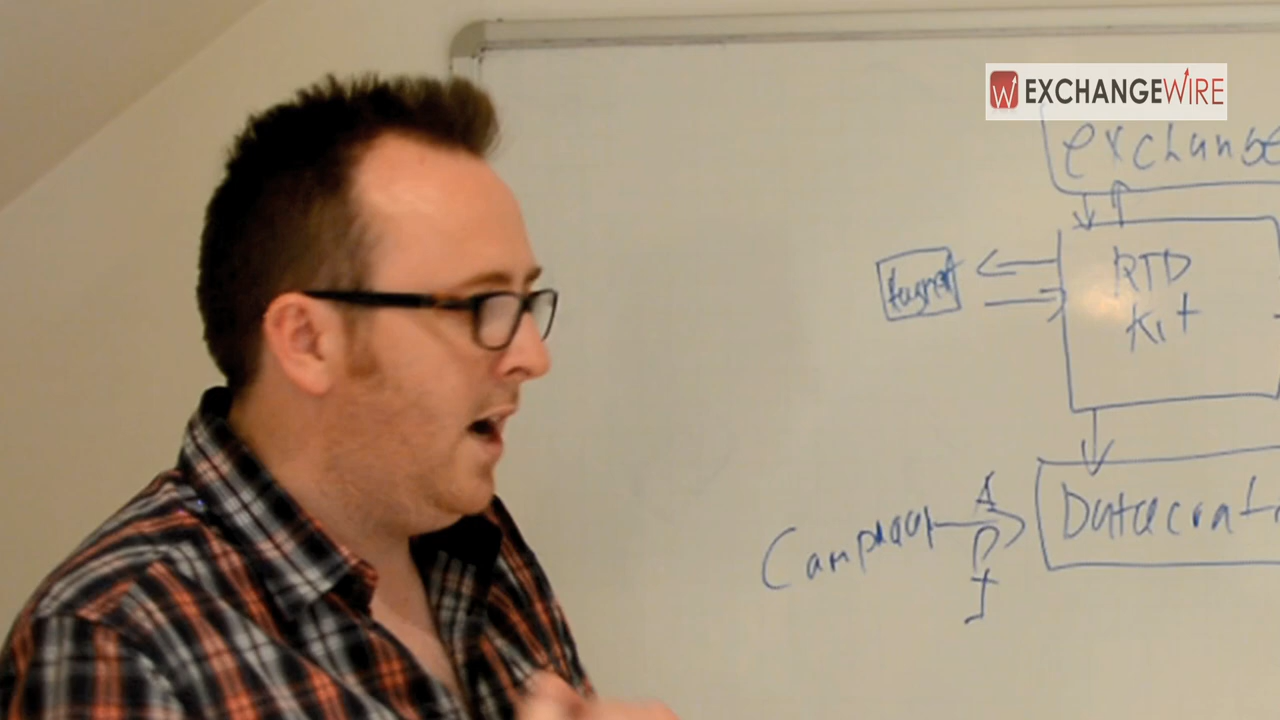 W EXCHANGEWIRE
exchange
RTD
Kit
A
P
I
Campaign
Datacrat